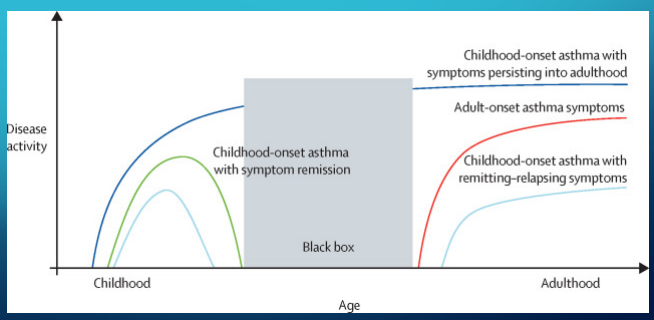 Childhood-onset asthma with
symptoms persisting into adulthood
Adult-onset asthma symptoms
Disease
activity
Childhood-onset asthma
with symptom remission
Childhood-onset asthma with
remitting–relapsing symptoms
Black box
Childhood
Adulthood
Age